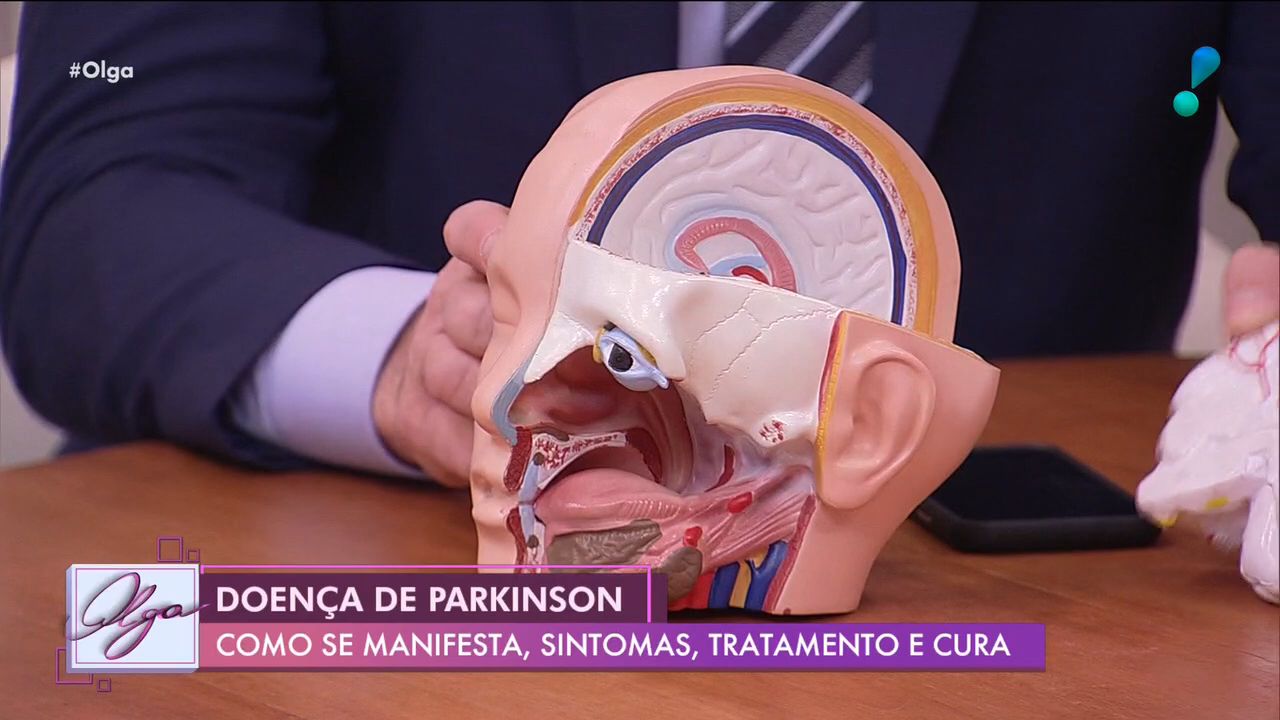 #Olga
Olga
DOENÇA DE PARKINSON
COMO SE MANIFESTA, SINTOMAS, TRATAMENTO E CURA